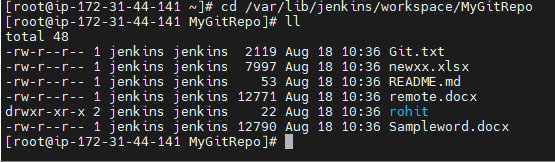 [root@ip-172-31-44-141 ~]# cd /var/lib/jenkins/workspace/MyGitRepo
[root@ip-172-31-44-141 MyGitRepo]# ll
total 48
-rw-r--r-- 1 jenkins jenkins  2119 Aug 18 10:36 Git.txt
-rw-r--r-- 1 jenkins jenkins  7997 Aug 18 10:36 newxx.xlsx
-rw-r--r-- 1 jenkins jenkins    53 Aug 18 10:36 README.md
-rw-r--r-- 1 jenkins jenkins 12771 Aug 18 10:36 remote.docx
drwxr-xr-x 2 jenkins jenkins    22 Aug 18 10:36 rohit
-rw-r--r-- 1 jenkins jenkins 12790 Aug 18 10:36 Sampleword.docx
[root@ip-172-31-44-141 MyGitRepo]#